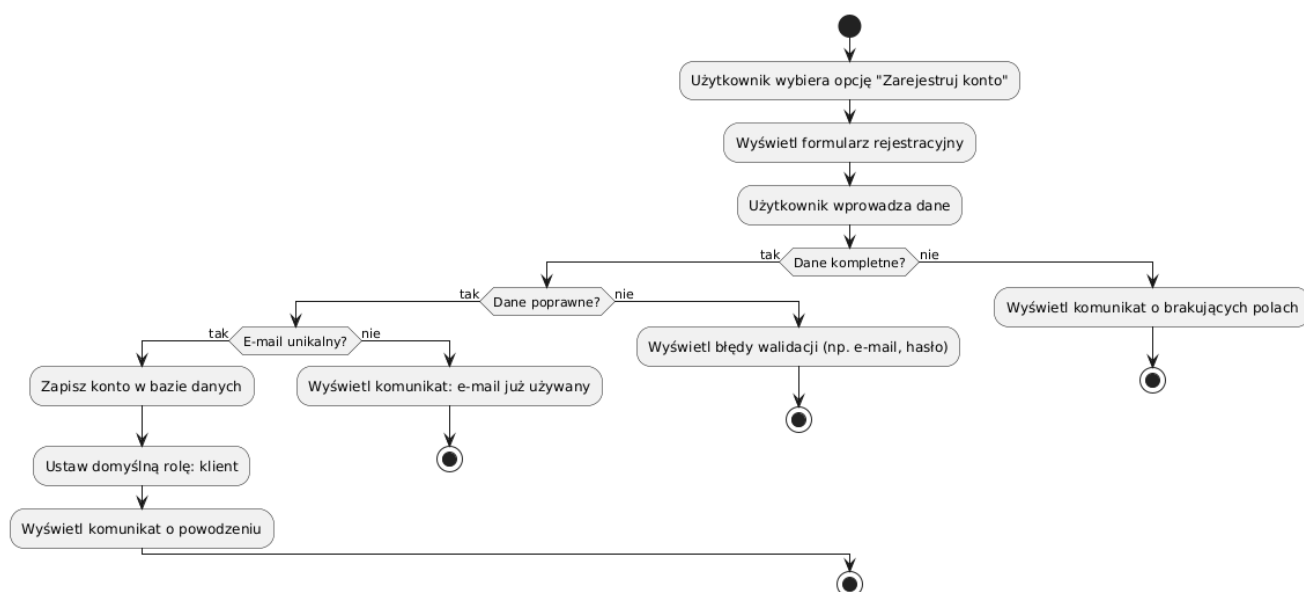 Użytkownik wybiera opcję "Zarejestruj konto"
Wyświetl formularz rejestracyjny
Użytkownik wprowadza dane
tak
Dane kompletne?
nie
tak
Dane poprawne?
nie
Wyświetl komunikat o brakujących polach
tak
E-mail unikalny?
nie
Wyświetl błędy walidacji (np. e-mail, hasło)
Zapisz konto w bazie danych
Wyświetl komunikat: e-mail już używany
Ustaw domyślną rolę: klient
Wyświetl komunikat o powodzeniu